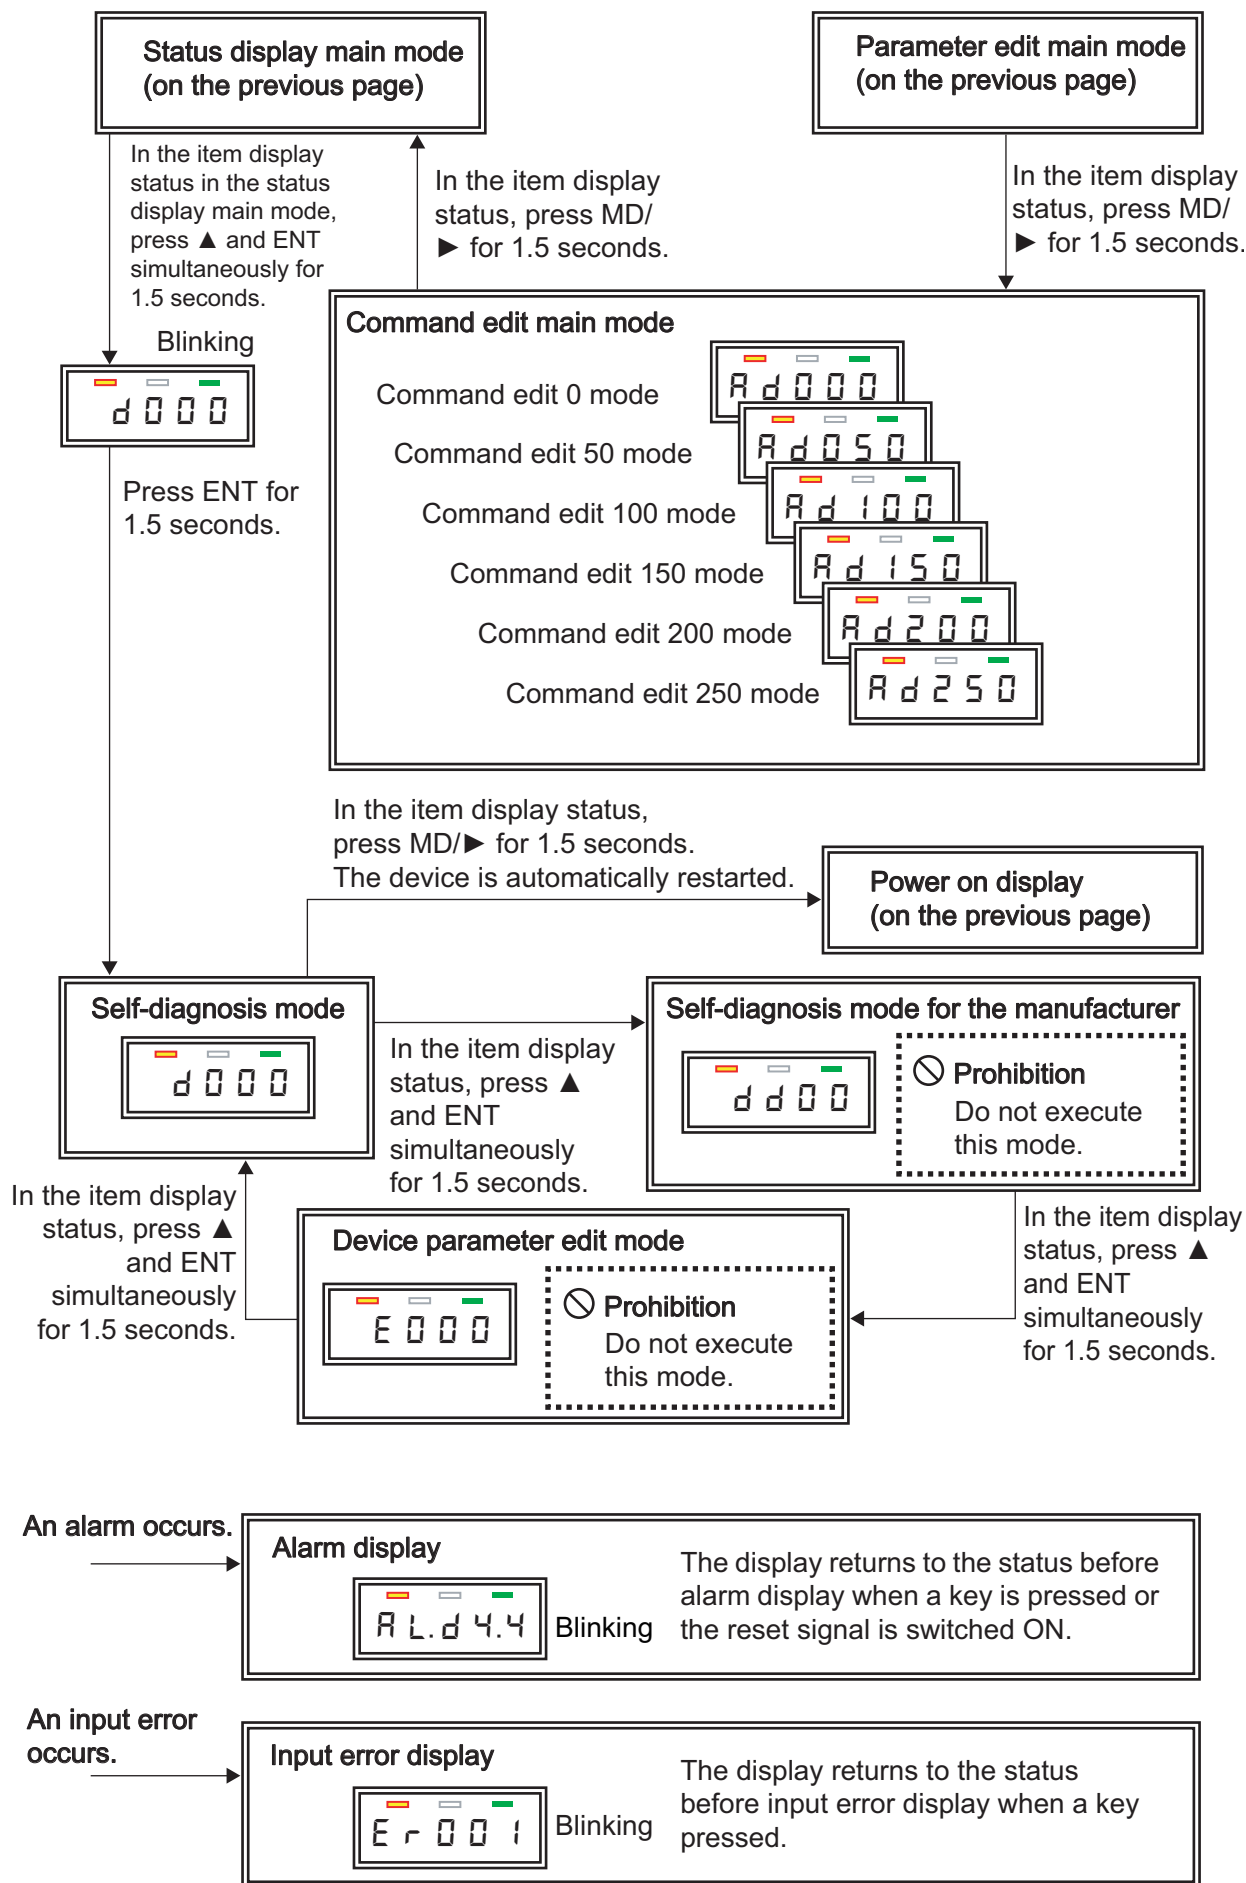 Status display main mode
(on the previous page)
Parameter edit main mode
(on the previous page)
In the item display
status in the status
display main mode,
press ▲ and ENT
simultaneously for
1.5 seconds.
In the item display
status, press MD/
► for 1.5 seconds.
In the item display
status, press MD/
► for 1.5 seconds.
Blinking
d000
Press ENT for
1.5 seconds.
Command edit main mode
Command edit 0 mode
Ad000
Command edit 50 mode
Ad050
Command edit 100 mode
Ad100
Command edit 150 mode
Ad150
Command edit 200 mode
Ad200
Command edit 250 mode
Ad250
In the item display status,
press MD/► for 1.5 seconds.
The device is automatically restarted.
Power on display
(on the previous page)
Self-diagnosis mode
d000
In the item display
status, press ▲
and ENT
simultaneously
for 1.5 seconds.
Self-diagnosis mode for the manufacturer
dd00
Prohibition
Do not execute
this mode.
In the item display
status, press ▲
and ENT
simultaneously
for 1.5 seconds.
Device parameter edit mode
E000
Prohibition
Do not execute
this mode.
In the item display
status, press ▲
and ENT
simultaneously
for 1.5 seconds.
An alarm occurs.
Alarm display
AL.d4.4
Blinking
The display returns to the status before
alarm display when a key is pressed or
the reset signal is switched ON.
An input error
occurs.
Input error display
Er001
Blinking
The display returns to the status
before input error display when a key
pressed.